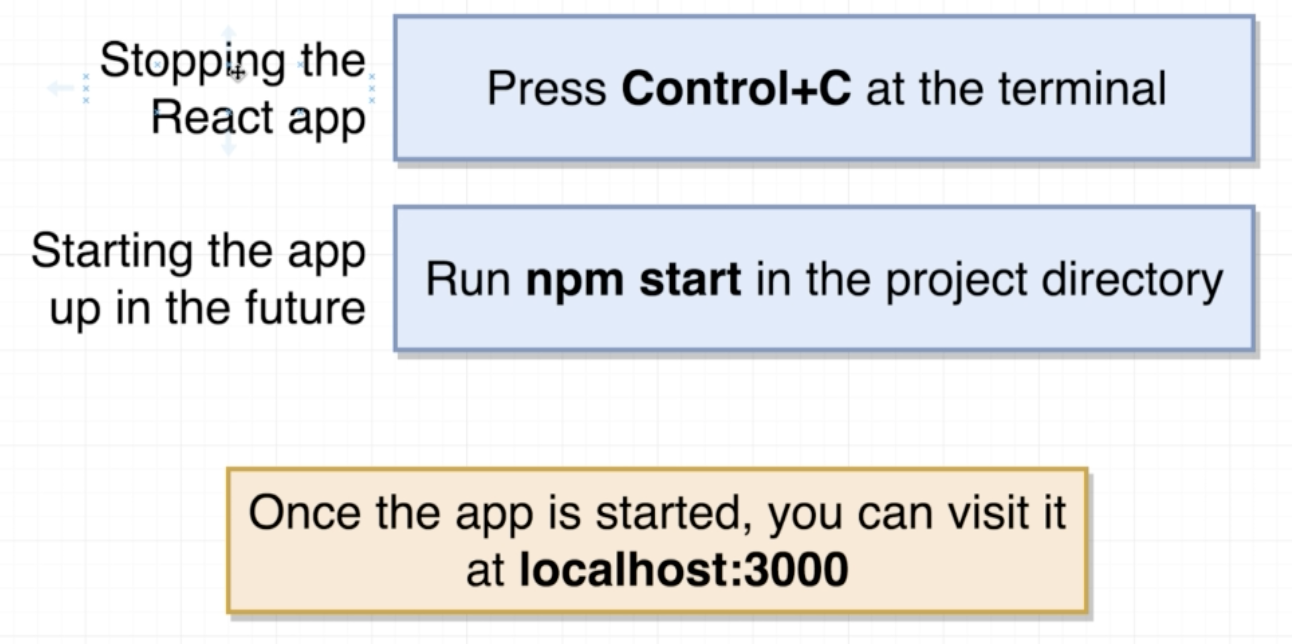 Stopping the
React app
Press Control+C at the terminal
Starting the app
up in the future
Run npm start in the project directory
Once the app is started, you can visit it
at localhost:3000